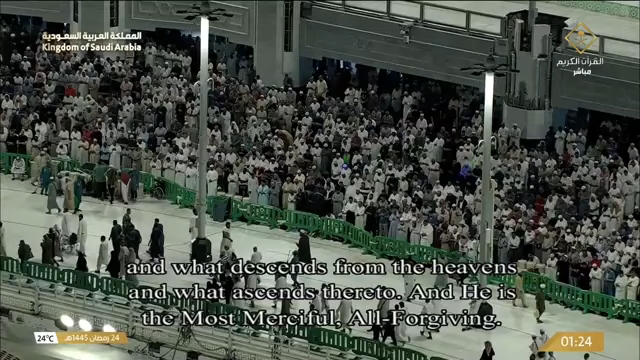 المملكة العربية السعودية
Kingdom of Saudi Arabia
القرآن الكريم
مباشر
and what descends from the heavens
and what ascends thereto. And He is
the Most Merciful, All-Forgiving.
24°C
24 رمضان 1445هـ
01:24